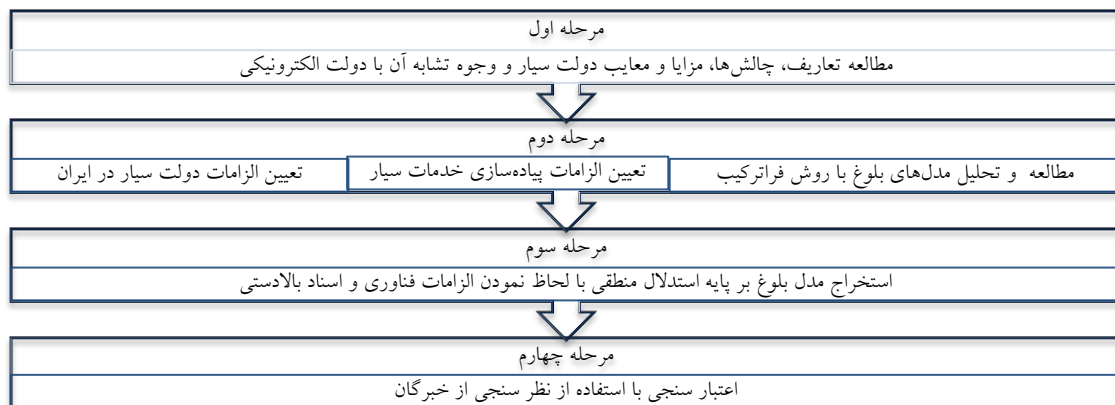 مرحله اول
مطالعه تعاریف، چالش‌ها، مزایا و معایب دولت سیار و وجوه تشابه آن با دولت الکترونیکی
مرحله دوم
مطالعه و تحلیل مدل‌های بلوغ با روش فراترکیب
تعیین الزامات پیاده‌سازی خدمات سیار
تعیین الزامات دولت سیار در ایران
مرحله سوم
استخراج مدل بلوغ بر پایه استدلال منطقی با لحاظ نمودن الزامات فناوری و اسناد بالادستی
مرحله چهارم
اعتبار سنجی با استفاده از نظر سنجی از خبرگان